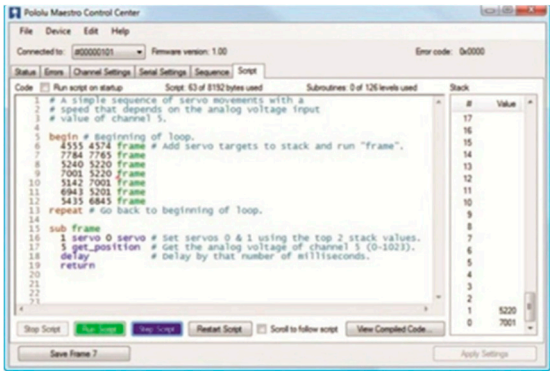 Pololu Maestro Control Center
File Device Edit Help
Connected to: #00000101 Firmware version: 1.00 Error code: 0x0000
Status Errors Channel Settings Serial Settings Sequence Script
Code Run script on startup Script: 63 of 8192 bytes used Subroutines: 0 of 126 levels used Stack
# Value
1 # A simple sequence of servo movements with a
2 # speed that depends on the analog voltage input
3 # value of channel 5.
4
5 begin # Beginning of loop.
6 4555 4574 frame # Add servo targets to stack and run "frame".
7 7784 7765 frame
8 5240 5220 frame
9 7001 5220 frame
10 5142 7001 frame
11 6943 5201 frame
12 5435 6845 frame
13 repeat # Go back to beginning of loop.
14
15 sub frame
16 1 servo 0 servo # Set servos 0 & 1 using the top 2 stack values.
17 5 get_position # Get the analog voltage of channel 5 (0-1023).
18 delay # Delay by that number of milliseconds.
19 return
20
21
22
23
17
16
15
14
13
12
11
10
9
8
7
6
5
4
3
2
1 5220
0 7001
Stop Script Run Script Step Script Restart Script Scroll to follow script View Compiled Code...
Save Frame 7 Apply Settings